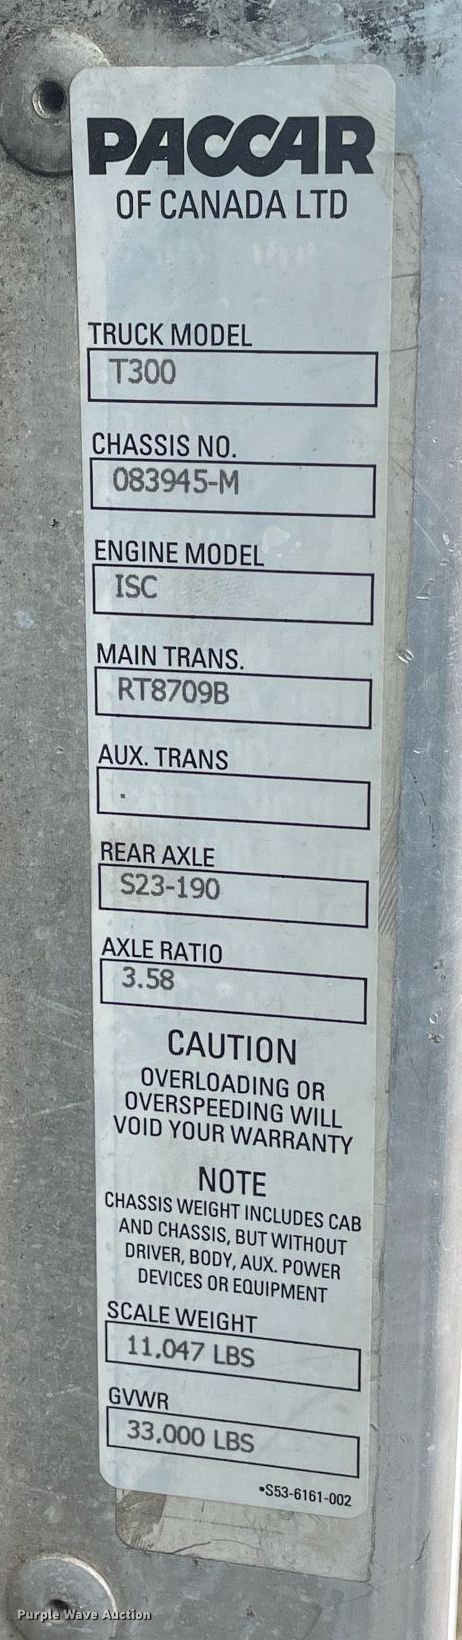 PACCAR
OF CANADA LTD
TRUCK MODEL
T300
CHASSIS NO.
083945-M
ENGINE MODEL
ISC
MAIN TRANS.
RT8709B
AUX. TRANS
.
REAR AXLE
S23-190
AXLE RATIO
3.58
CAUTION
OVERLOADING OR
OVERSPEEDING WILL
VOID YOUR WARRANTY
NOTE
CHASSIS WEIGHT INCLUDES CAB
AND CHASSIS, BUT WITHOUT
DRIVER, BODY, AUX. POWER
DEVICES OR EQUIPMENT
SCALE WEIGHT
11,047 LBS
GVWR
33,000 LBS
•S53-6161-002
Purple Wave Auction